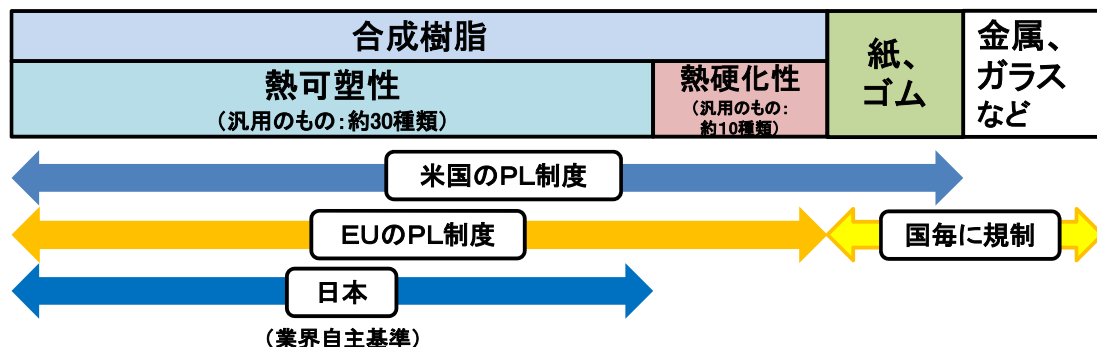 合成樹脂
熱可塑性
(汎用のもの：約30種類)
熱硬化性
(汎用のもの：
約10種類)
紙、
ゴム
金属、
ガラス
など
米国のPL制度
EUのPL制度
国毎に規制
日本
(業界自主基準)